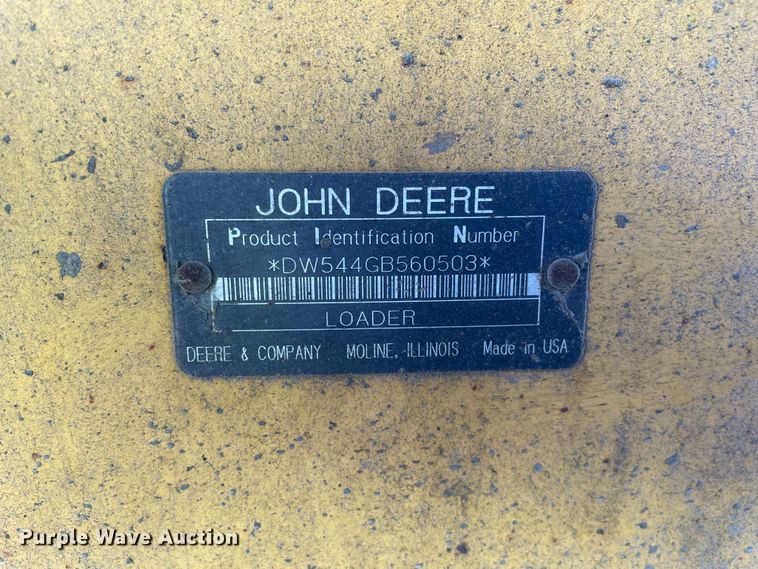 JOHN DEERE
Product Identification Number
*DW544GB560503*
LOADER
DEERE & COMPANY MOLINE, ILLINOIS Made in USA
Purple Wave Auction